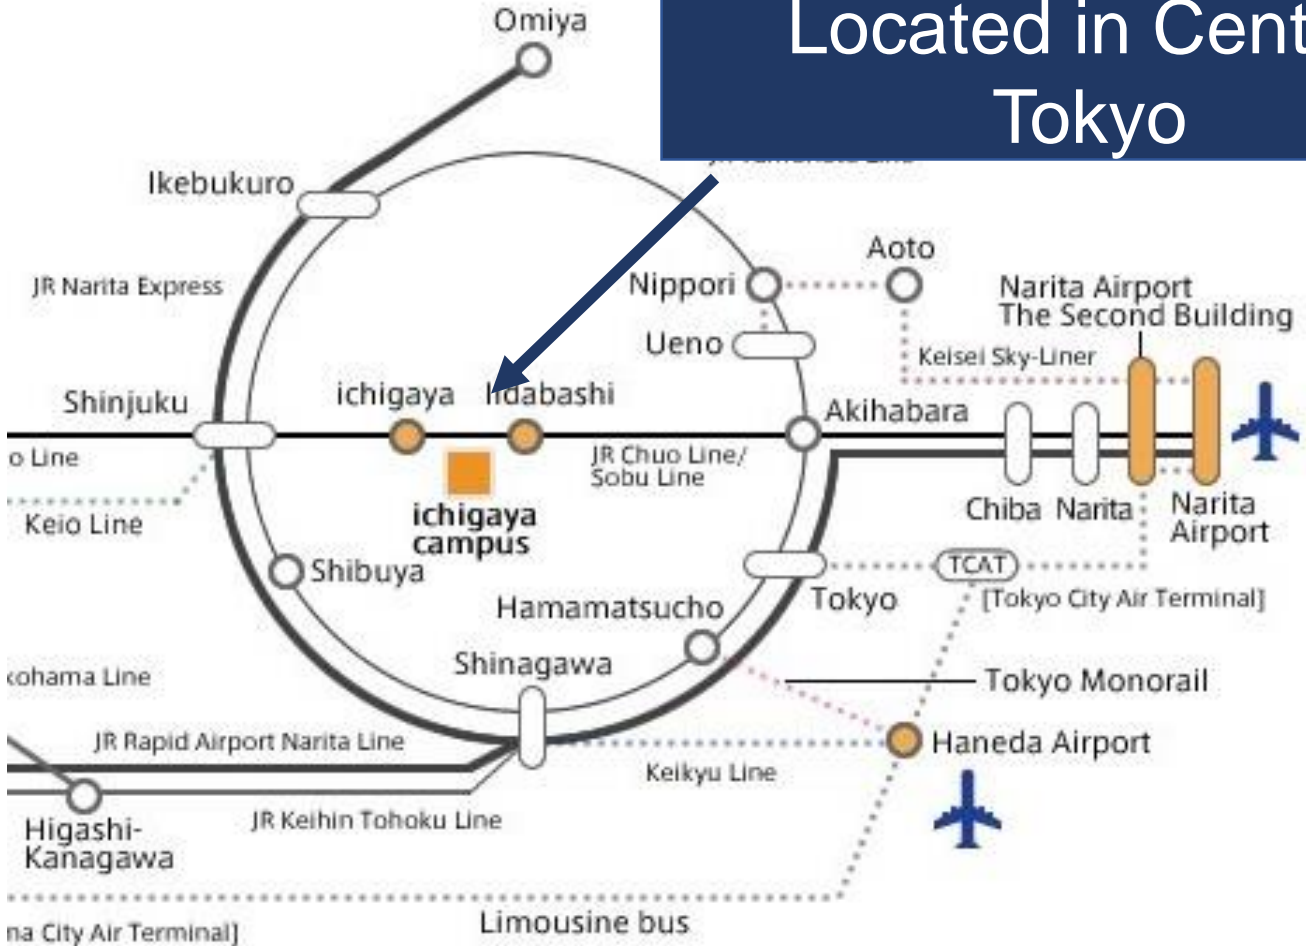 Omiya
Located in Cent
Tokyo
Ikebukuro
JR Narita Express
Nippori
Aoto
Narita Airport
The Second Building
Ueno
Keisei Sky-Liner
Shinjuku
ichigaya
Iidabashi
Akihabara
o Line
JR Chuo Line/
Sobu Line
Keio Line
ichigaya
campus
Chiba
Narita
Narita
Airport
Shibuya
TCAT
Tokyo
[Tokyo City Air Terminal]
Hamamatsucho
Shinagawa
kohama Line
Tokyo Monorail
JR Rapid Airport Narita Line
Haneda Airport
Keikyu Line
JR Keihin Tohoku Line
Higashi-
Kanagawa
Limousine bus
na City Air Terminal]